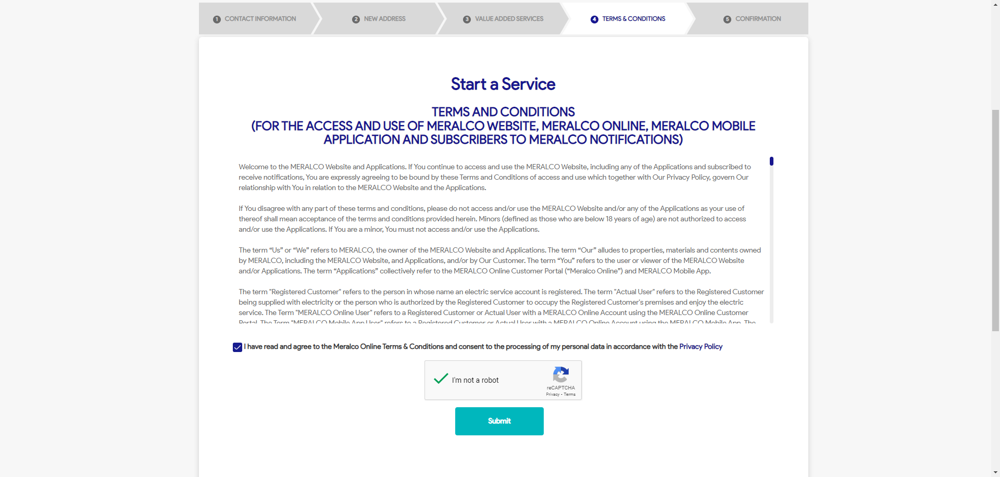 1 CONTACT INFORMATION
2 NEW ADDRESS
3 VALUE ADDED SERVICES
4 TERMS & CONDITIONS
5 CONFIRMATION
Start a Service
TERMS AND CONDITIONS
(FOR THE ACCESS AND USE OF MERALCO WEBSITE, MERALCO ONLINE, MERALCO MOBILE
APPLICATION AND SUBSCRIBERS TO MERALCO NOTIFICATIONS)
Welcome to the MERALCO Website and Applications. If You continue to access and use the MERALCO Website, including any of the Applications and subscribed to
receive notifications, You are expressly agreeing to be bound by these Terms and Conditions of access and use which together with Our Privacy Policy, govern Our
relationship with You in relation to the MERALCO Website and the Applications.
If You disagree with any part of these terms and conditions, please do not access and/or use the MERALCO Website and/or any of the Applications as your use of
thereof shall mean acceptance of the terms and conditions provided herein. Minors (defined as those who are below 18 years of age) are not authorized to access
and/or use the Applications. If You are a minor, You must not access and/or use the Applications.
The term “Us” or “We” refers to MERALCO, the owner of the MERALCO Website and Applications. The term “Our” alludes to properties, materials and contents owned
by MERALCO, including the MERALCO Website, and Applications, and/or by Our Customer. The term “You” refers to the user or viewer of the MERALCO Website
and/or Applications. The term “Applications” collectively refer to the MERALCO Online Customer Portal (“Meralco Online”) and MERALCO Mobile App.
The term "Registered Customer" refers to the person in whose name an electric service account is registered. The term "Actual User" refers to the Registered Customer
being supplied with electricity or the person who is authorized by the Registered Customer to occupy the Registered Customer's premises and enjoy the electric
service. The Term "MERALCO Online User" refers to a Registered Customer or Actual User with a MERALCO Online Account using the MERALCO Online Customer
Portal. The Term "MERALCO Mobile App User" refers to a Registered Customer or Actual User with a MERALCO Online Account using the MERALCO Mobile App. The
I have read and agree to the Meralco Online Terms & Conditions and consent to the processing of my personal data in accordance with the Privacy Policy
I'm not a robot
reCAPTCHA
Privacy - Terms
Submit